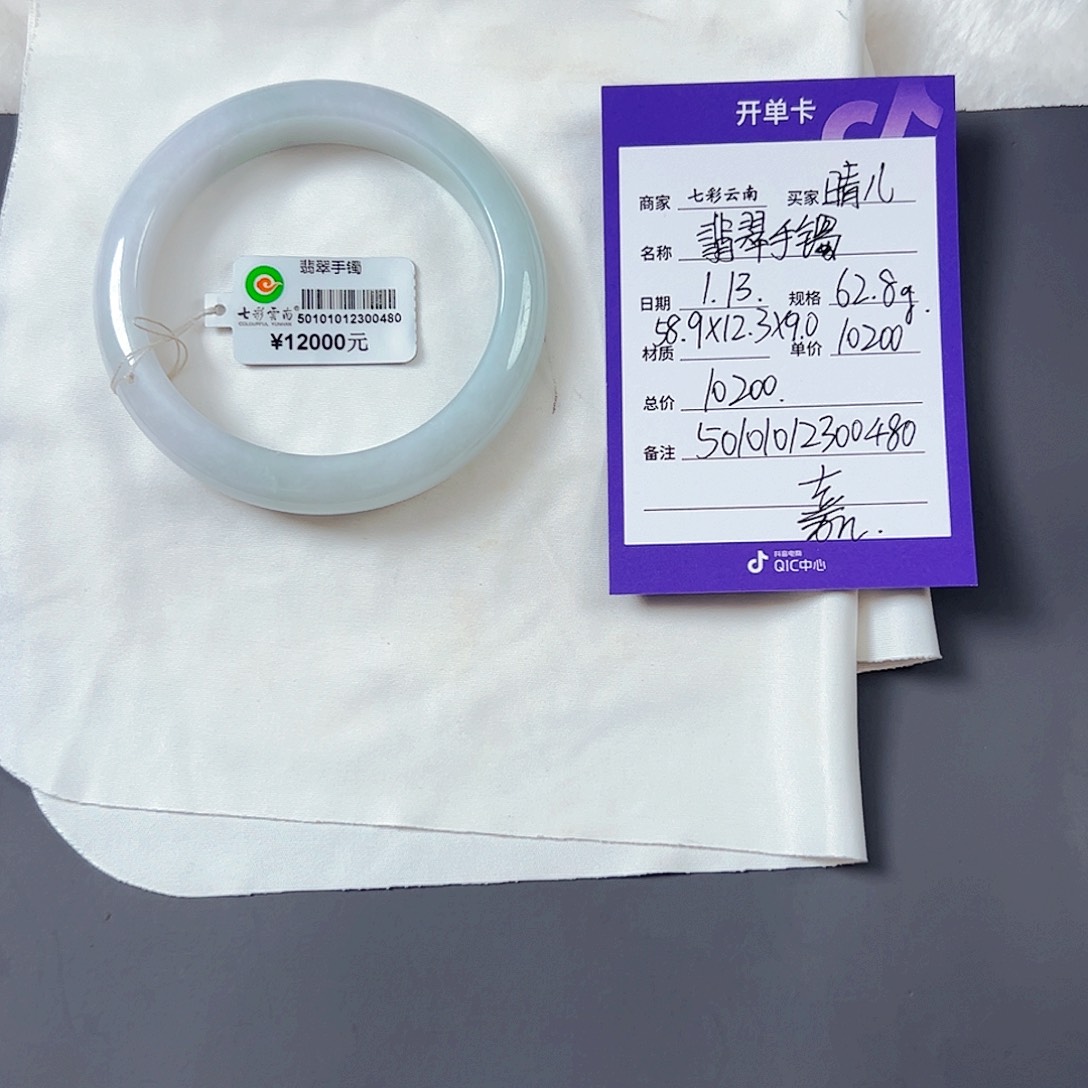 翡翠手镯
七彩雲南®
COLOURFUL YUNNAN
50101012300480
¥12000元
开单卡
商家 七彩云南 买家 晴儿
名称 翡翠手镯
日期 1.13. 规格 62.8g.
58.9X12.3X9.0
材质 单价 10200
总价 10200.
备注 50101012300480
抖音电商
QIC中心